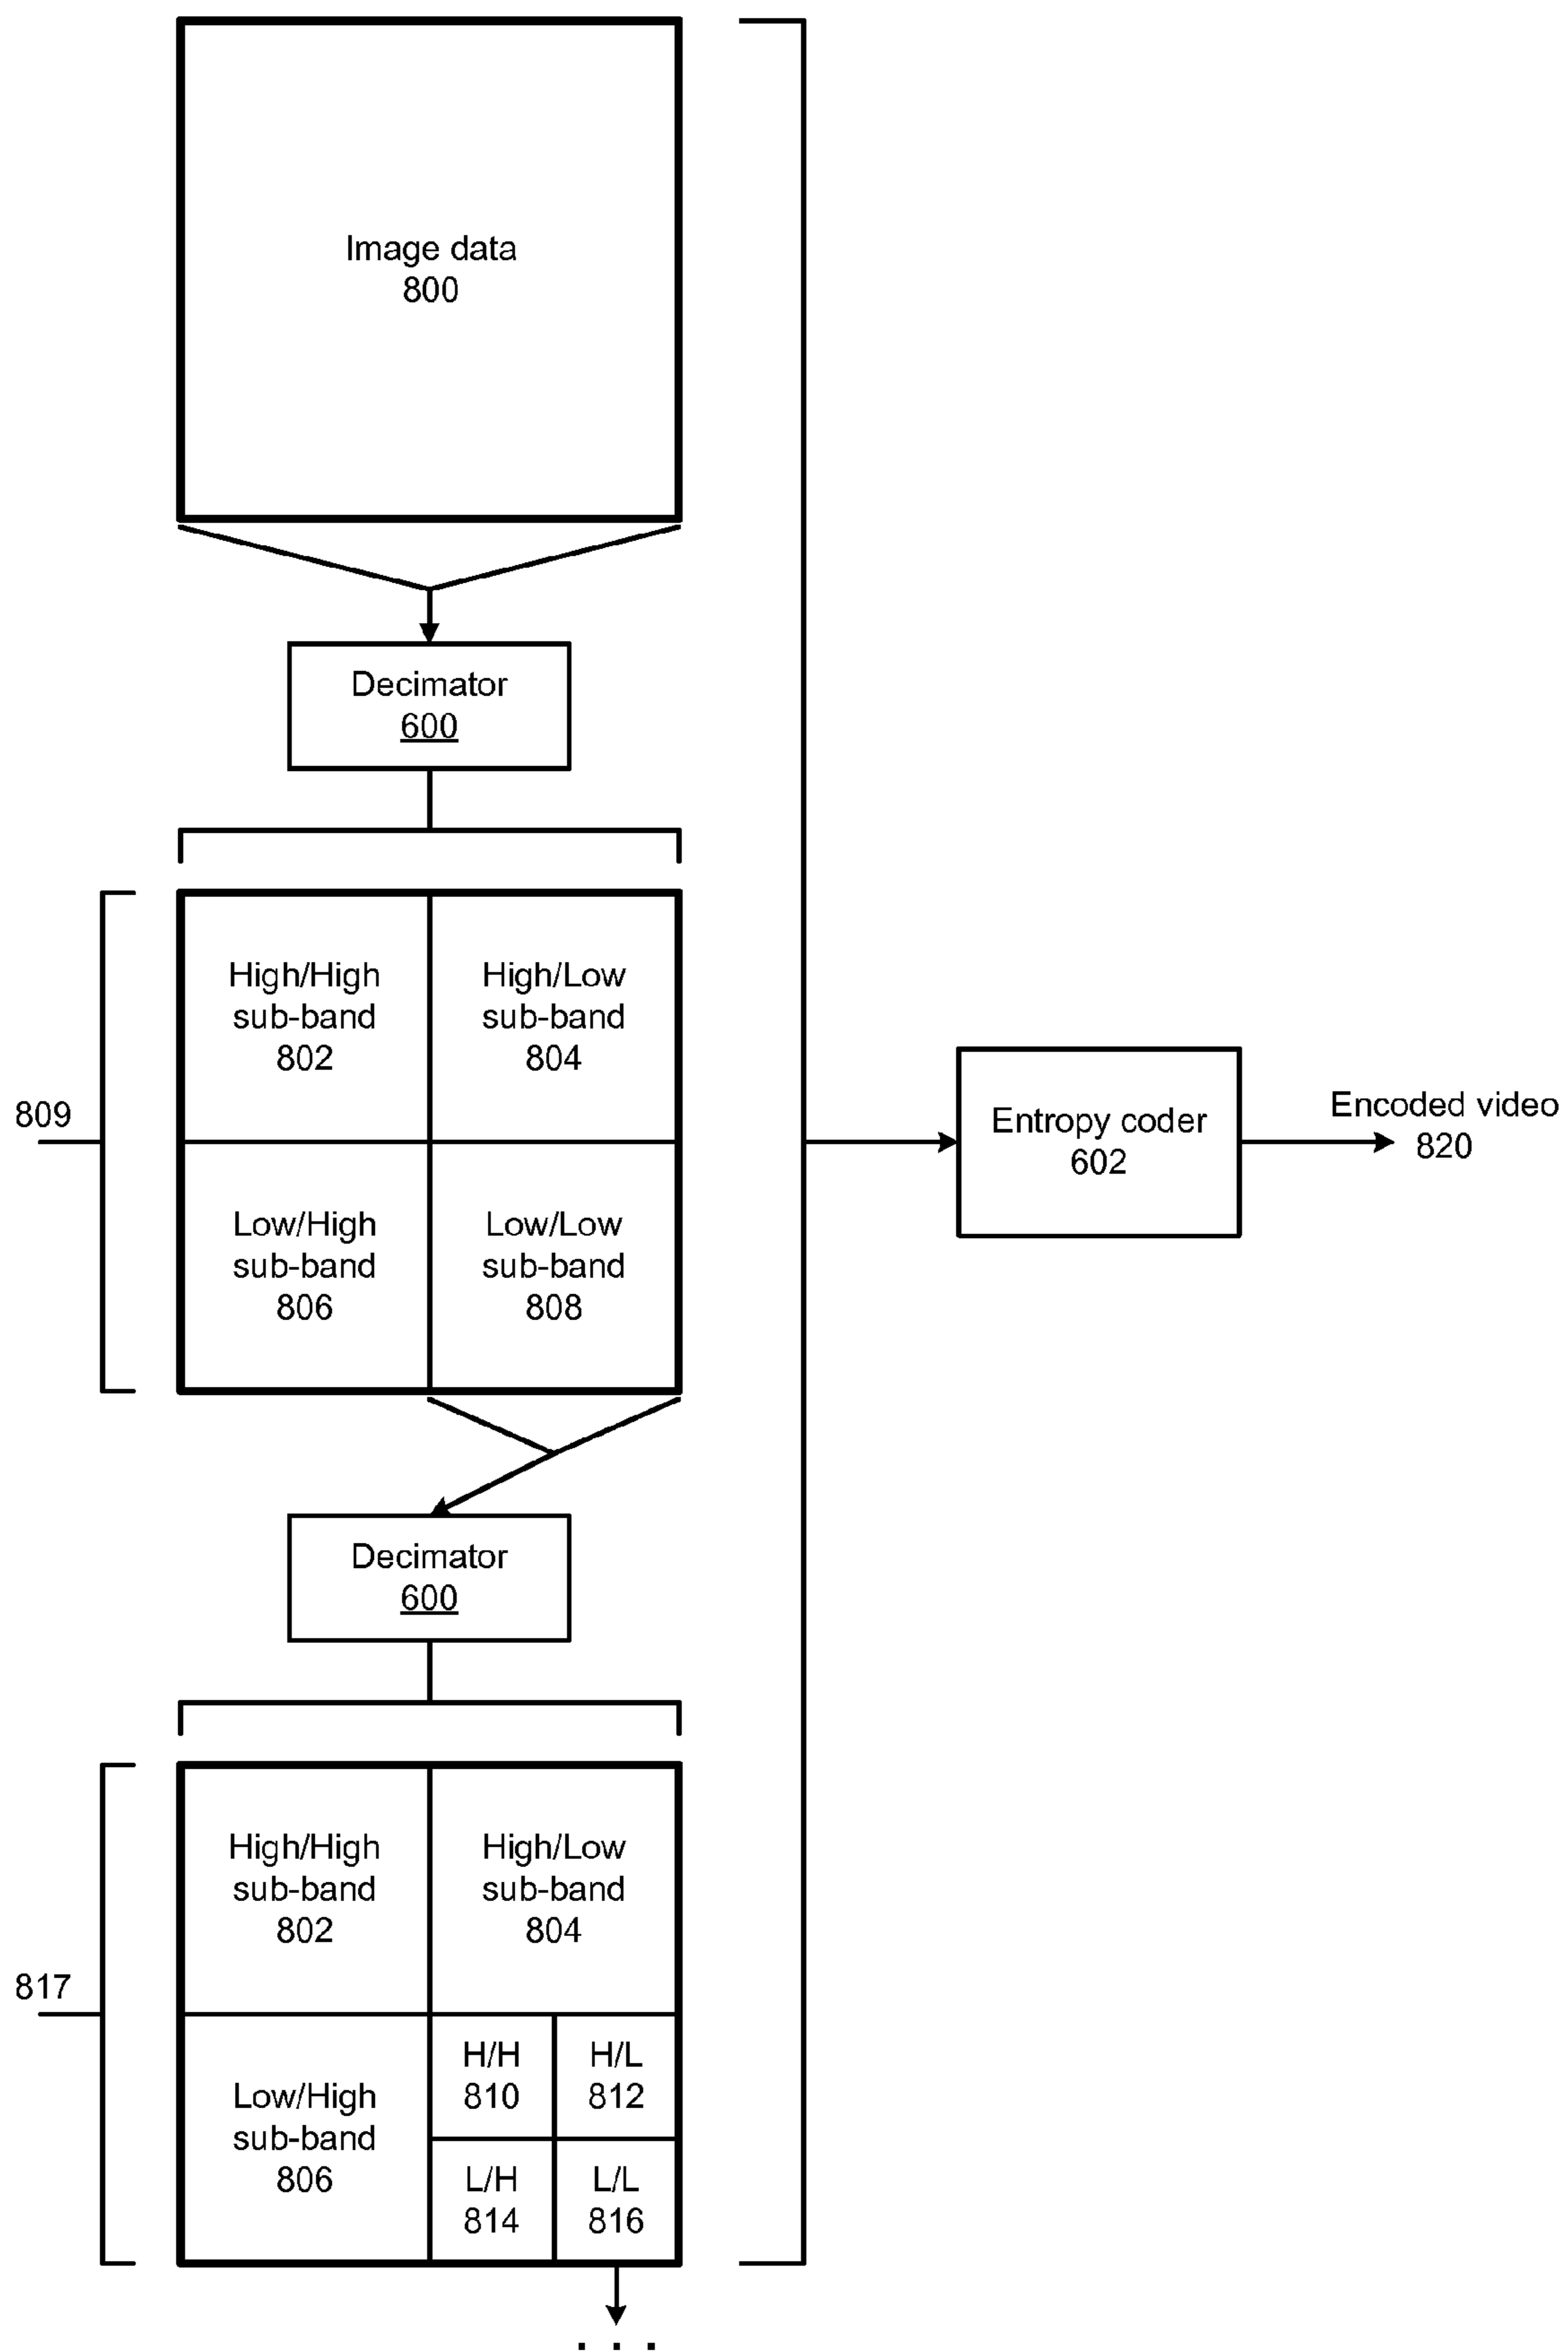 Image data
800
Decimator
600
High/High
sub-band
802
High/Low
sub-band
804
809
Low/High
sub-band
806
Low/Low
sub-band
808
Entropy coder
602
Encoded video
820
Decimator
600
High/High
sub-band
802
High/Low
sub-band
804
817
Low/High
sub-band
806
H/H
810
H/L
812
L/H
814
L/L
816
. . .